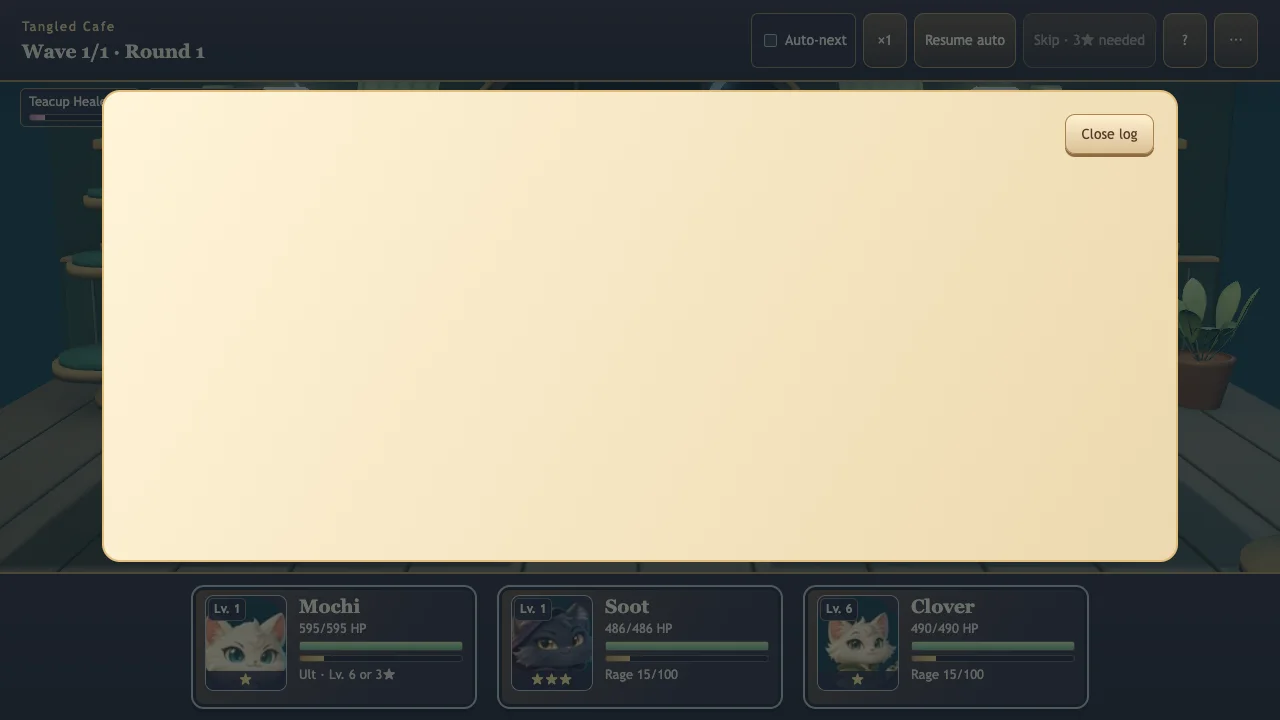 Tangled Cafe
Wave 1/1 · Round 1
Auto-next
×1
Resume auto
Skip · 3★ needed
?
...
Teacup
Close log
Lv. 1
Mochi
595/595 HP
Ult · Lv. 6 or 3★
★
Lv. 1
Soot
486/486 HP
Rage 15/100
★★★
Lv. 6
Clover
490/490 HP
Rage 15/100
★